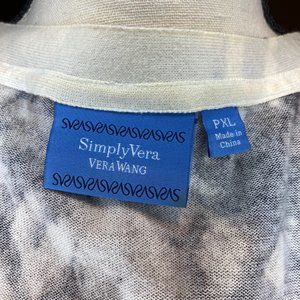 SimplyVera
VERA WANG
PXL
Made in
China